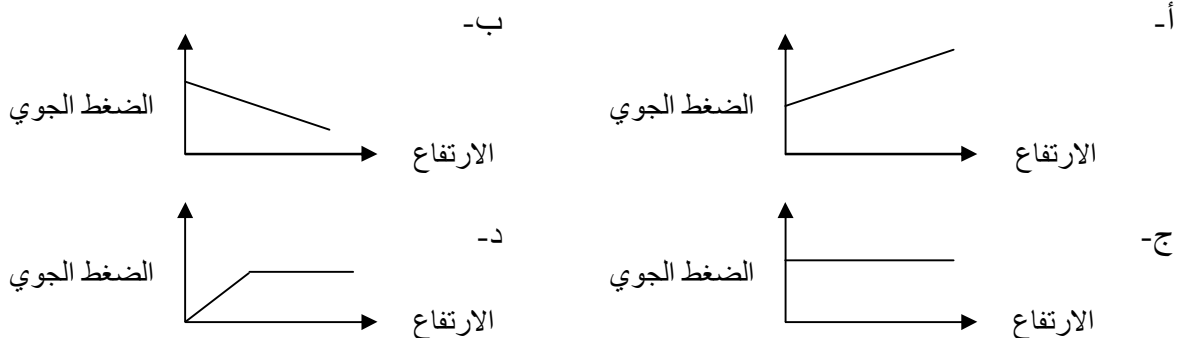 أ-
الضغط الجوي
الارتفاع
ب-
الضغط الجوي
الارتفاع
ج-
الضغط الجوي
الارتفاع
د-
الضغط الجوي
الارتفاع